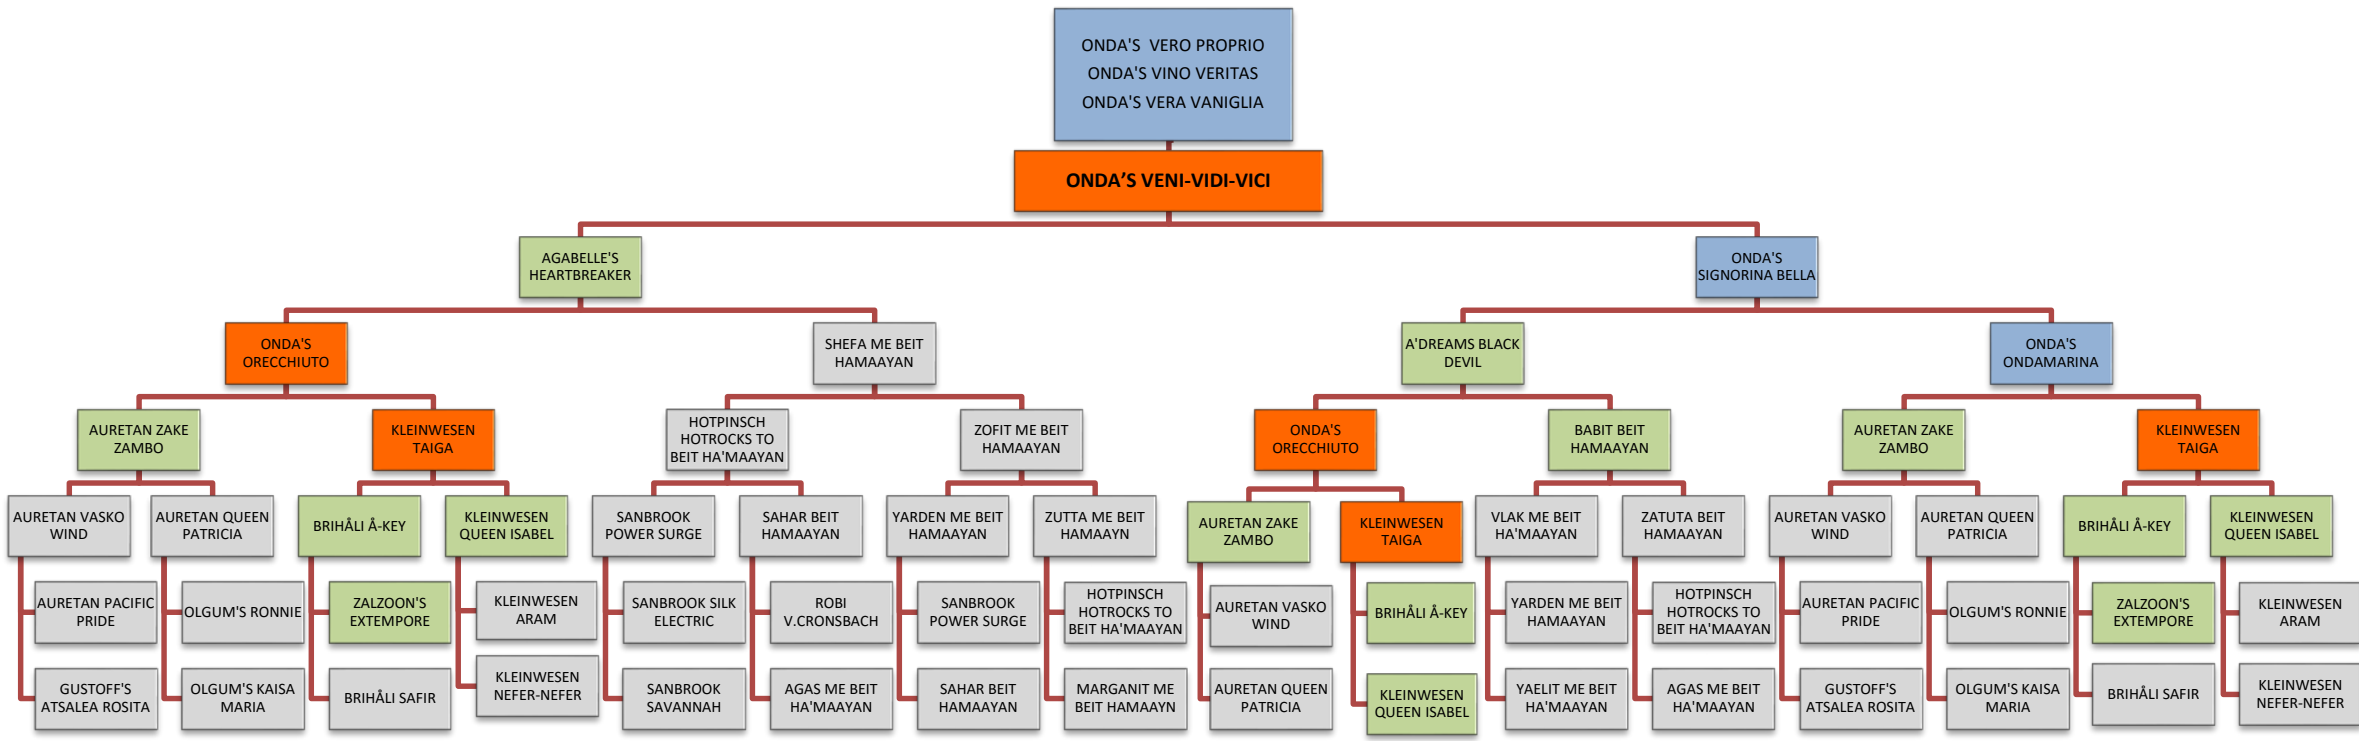 ONDA'S  VERO PROPRIO
ONDA'S VINO VERITAS
ONDA'S VERA VANIGLIA
ONDA’S VENI-VIDI-VICI
AGABELLE'S
HEARTBREAKER
ONDA'S
SIGNORINA BELLA
ONDA'S
ORECCHIUTO
SHEFA ME BEIT
HAMAAYAN
A'DREAMS BLACK
DEVIL
ONDA'S
ONDAMARINA
AURETAN ZAKE
ZAMBO
KLEINWESEN
TAIGA
HOTPINSCH
HOTROCKS TO
BEIT HA'MAAYAN
ZOFIT ME BEIT
HAMAAYAN
ONDA'S
ORECCHIUTO
BABIT BEIT
HAMAAYAN
AURETAN ZAKE
ZAMBO
KLEINWESEN
TAIGA
AURETAN VASKO
WIND
AURETAN QUEEN
PATRICIA
BRIHÅLI Å-KEY
KLEINWESEN
QUEEN ISABEL
SANBROOK
POWER SURGE
SAHAR BEIT
HAMAAYAN
YARDEN ME BEIT
HAMAAYAN
ZUTTA ME BEIT
HAMAAYN
AURETAN ZAKE
ZAMBO
KLEINWESEN
TAIGA
VLAK ME BEIT
HA'MAAYAN
ZATUTA BEIT
HAMAAYAN
AURETAN VASKO
WIND
AURETAN QUEEN
PATRICIA
BRIHÅLI Å-KEY
KLEINWESEN
QUEEN ISABEL
AURETAN PACIFIC
PRIDE
OLGUM'S RONNIE
ZALZOON'S
EXTEMPORE
KLEINWESEN
ARAM
SANBROOK SILK
ELECTRIC
ROBI
V.CRONSBACH
SANBROOK
POWER SURGE
HOTPINSCH
HOTROCKS TO
BEIT HA'MAAYAN
AURETAN VASKO
WIND
BRIHÅLI Å-KEY
YARDEN ME BEIT
HAMAAYAN
HOTPINSCH
HOTROCKS TO
BEIT HA'MAAYAN
AURETAN PACIFIC
PRIDE
OLGUM'S RONNIE
ZALZOON'S
EXTEMPORE
KLEINWESEN
ARAM
GUSTOFF'S
ATSALEA ROSITA
OLGUM'S KAISA
MARIA
BRIHÅLI SAFIR
KLEINWESEN
NEFER-NEFER
SANBROOK
SAVANNAH
AGAS ME BEIT
HA'MAAYAN
SAHAR BEIT
HAMAAYAN
MARGANIT ME
BEIT HAMAAYN
AURETAN QUEEN
PATRICIA
KLEINWESEN
QUEEN ISABEL
YAELIT ME BEIT
HA'MAAYAN
AGAS ME BEIT
HA'MAAYAN
GUSTOFF'S
ATSALEA ROSITA
OLGUM'S KAISA
MARIA
BRIHÅLI SAFIR
KLEINWESEN
NEFER-NEFER